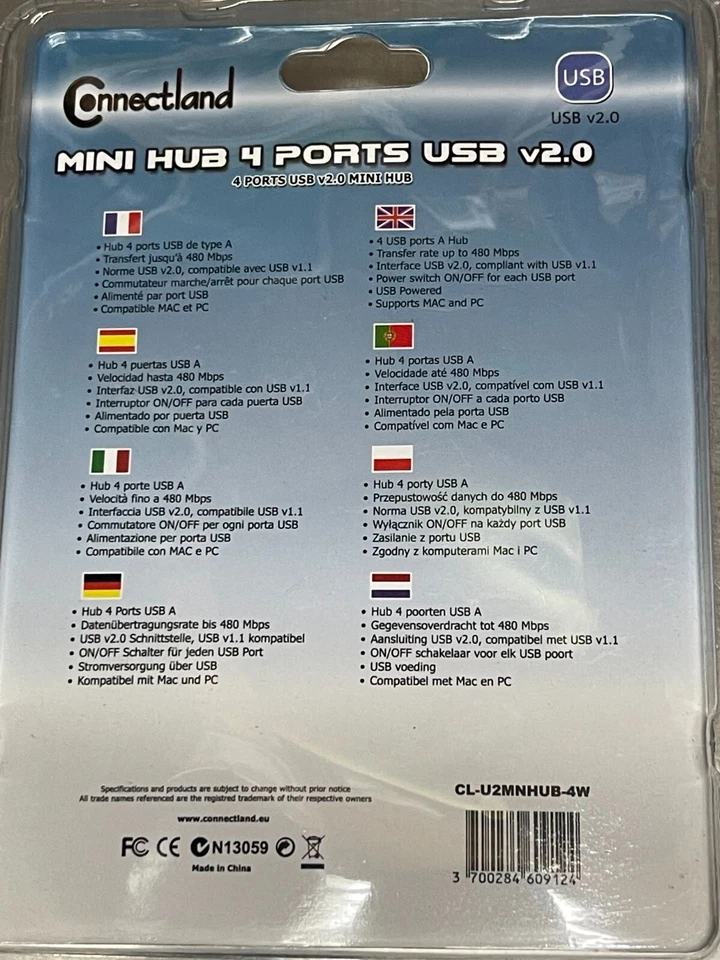 Connectland
USB
USB v2.0
MINI HUB 4 PORTS USB v2.0
4 PORTS USB v2.0 MINI HUB
• Hub 4 ports USB de type A
• Transfert jusqu'à 480 Mbps
• Norme USB v2.0, compatible avec USB v1.1
• Commutateur marche/arrêt pour chaque port USB
• Alimenté par port USB
• Compatible MAC et PC
• 4 USB ports A Hub
• Transfer rate up to 480 Mbps
• Interface USB v2.0, compliant with USB v1.1
• Power switch ON/OFF for each USB port
• USB Powered
• Supports MAC and PC
• Hub 4 puertas USB A
• Velocidad hasta 480 Mbps
• Interfaz USB v2.0, compatible con USB v1.1
• Interruptor ON/OFF para cada puerta USB
• Alimentado por puerta USB
• Compatible con Mac y PC
• Hub 4 portas USB A
• Velocidade até 480 Mbps
• Interface USB v2.0, compatível com USB v1.1
• Interruptor ON/OFF a cada porto USB
• Alimentado pela porta USB
• Compatível com Mac e PC
• Hub 4 porte USB A
• Velocità fino a 480 Mbps
• Interfaccia USB v2.0, compatibile USB v1.1
• Commutatore ON/OFF per ogni porta USB
• Alimentazione per porta USB
• Compatibile con MAC e PC
• Hub 4 porty USB A
• Przepustowość danych do 480 Mbps
• Norma USB v2.0, kompatybilny z USB v1.1
• Wyłącznik ON/OFF na każdy port USB
• Zasilanie z portu USB
• Zgodny z komputerami Mac i PC
• Hub 4 Ports USB A
• Datenübertragungsrate bis 480 Mbps
• USB v2.0 Schnittstelle, USB v1.1 kompatibel
• ON/OFF Schalter für jeden USB Port
• Stromversorgung über USB
• Kompatibel mit Mac und PC
• Hub 4 poorten USB A
• Gegevensoverdracht tot 480 Mbps
• Aansluiting USB v2.0, compatibel met USB v1.1
• ON/OFF schakelaar voor elk USB poort
• USB voeding
• Compatibel met Mac en PC
Specifications and products are subject to change without prior notice
All trade names referenced are the registred trademark of their respective owners
www.connectland.eu
FC CE N13059
Made in China
CL-U2MNHUB-4W
3 700284 609124